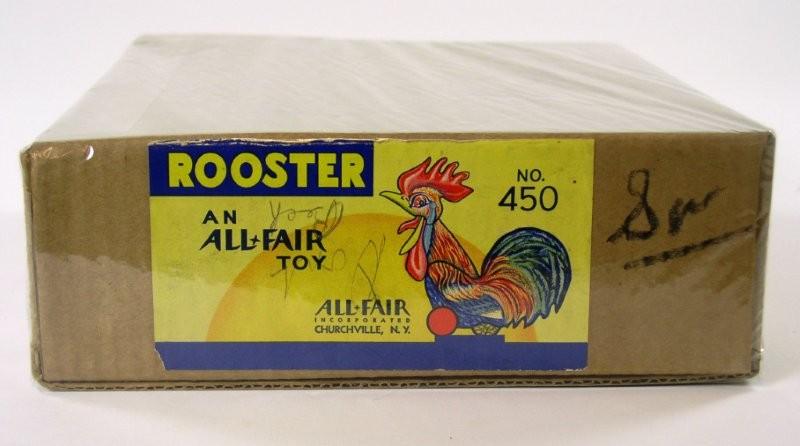 ROOSTER
AN
ALL-FAIR
TOY
NO.
450
ALL-FAIR
INCORPORATED
CHURCHVILLE, N. Y.